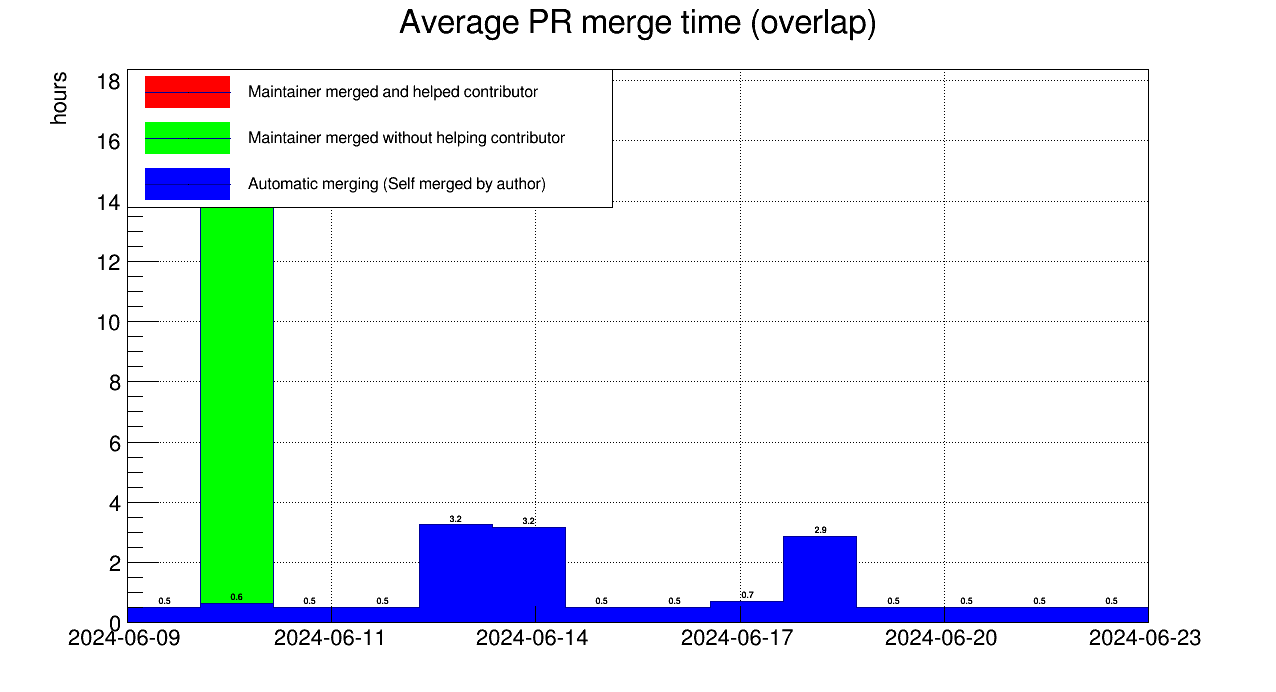 Average PR merge time (overlap)
hours
18
16
14
12
10
8
6
4
2
0
Maintainer merged and helped contributor
Maintainer merged without helping contributor
Automatic merging (Self merged by author)
0.5 0.6 0.5 0.5 3.2 3.2 0.5 0.5 0.7 2.9 0.5 0.5 0.5 0.5
2024-06-09 2024-06-11 2024-06-14 2024-06-17 2024-06-20 2024-06-23